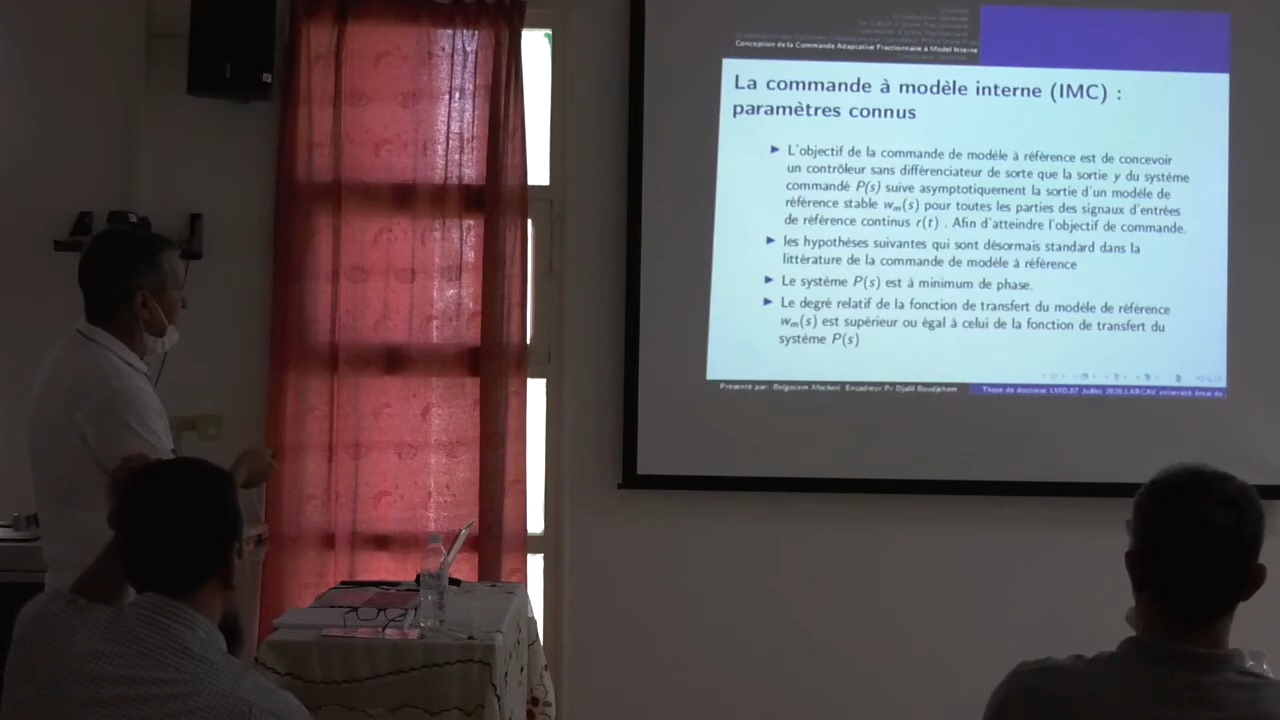 Conception de la Commande Adaptative Fractionnaire à Model Interne
La commande à modèle interne (IMC) :
paramètres connus
L'objectif de la commande de modèle à référence est de concevoir
un contrôleur sans différenciateur de sorte que la sortie y du système
commandé P(s) suive asymptotiquement la sortie d'un modèle de
référence stable wₘ(s) pour toutes les parties des signaux d'entrées
de référence continus r(t) . Afin d'atteindre l'objectif de commande.
les hypothèses suivantes qui sont désormais standard dans la
littérature de la commande de modèle à référence
Le système P(s) est à minimum de phase.
Le degré relatif de la fonction de transfert du modèle de référence
wₘ(s) est supérieur ou égal à celui de la fonction de transfert du
système P(s)
Presenté par: Belgacem Mecheri Encadreur Pr Djalil Boudjehem
These de doctorat LMD,07 Juillet 2020,LABCAV université